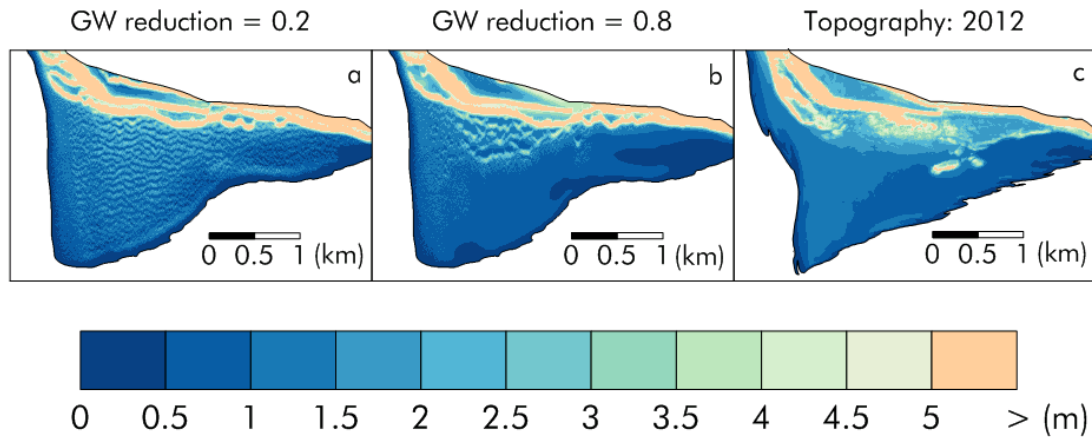 GW reduction = 0.2 GW reduction = 0.8 Topography: 2012
a b c
0 0.5 1 (km) 0 0.5 1 (km) 0 0.5 1 (km)
0 0.5 1 1.5 2 2.5 3 3.5 4 4.5 5 > (m)